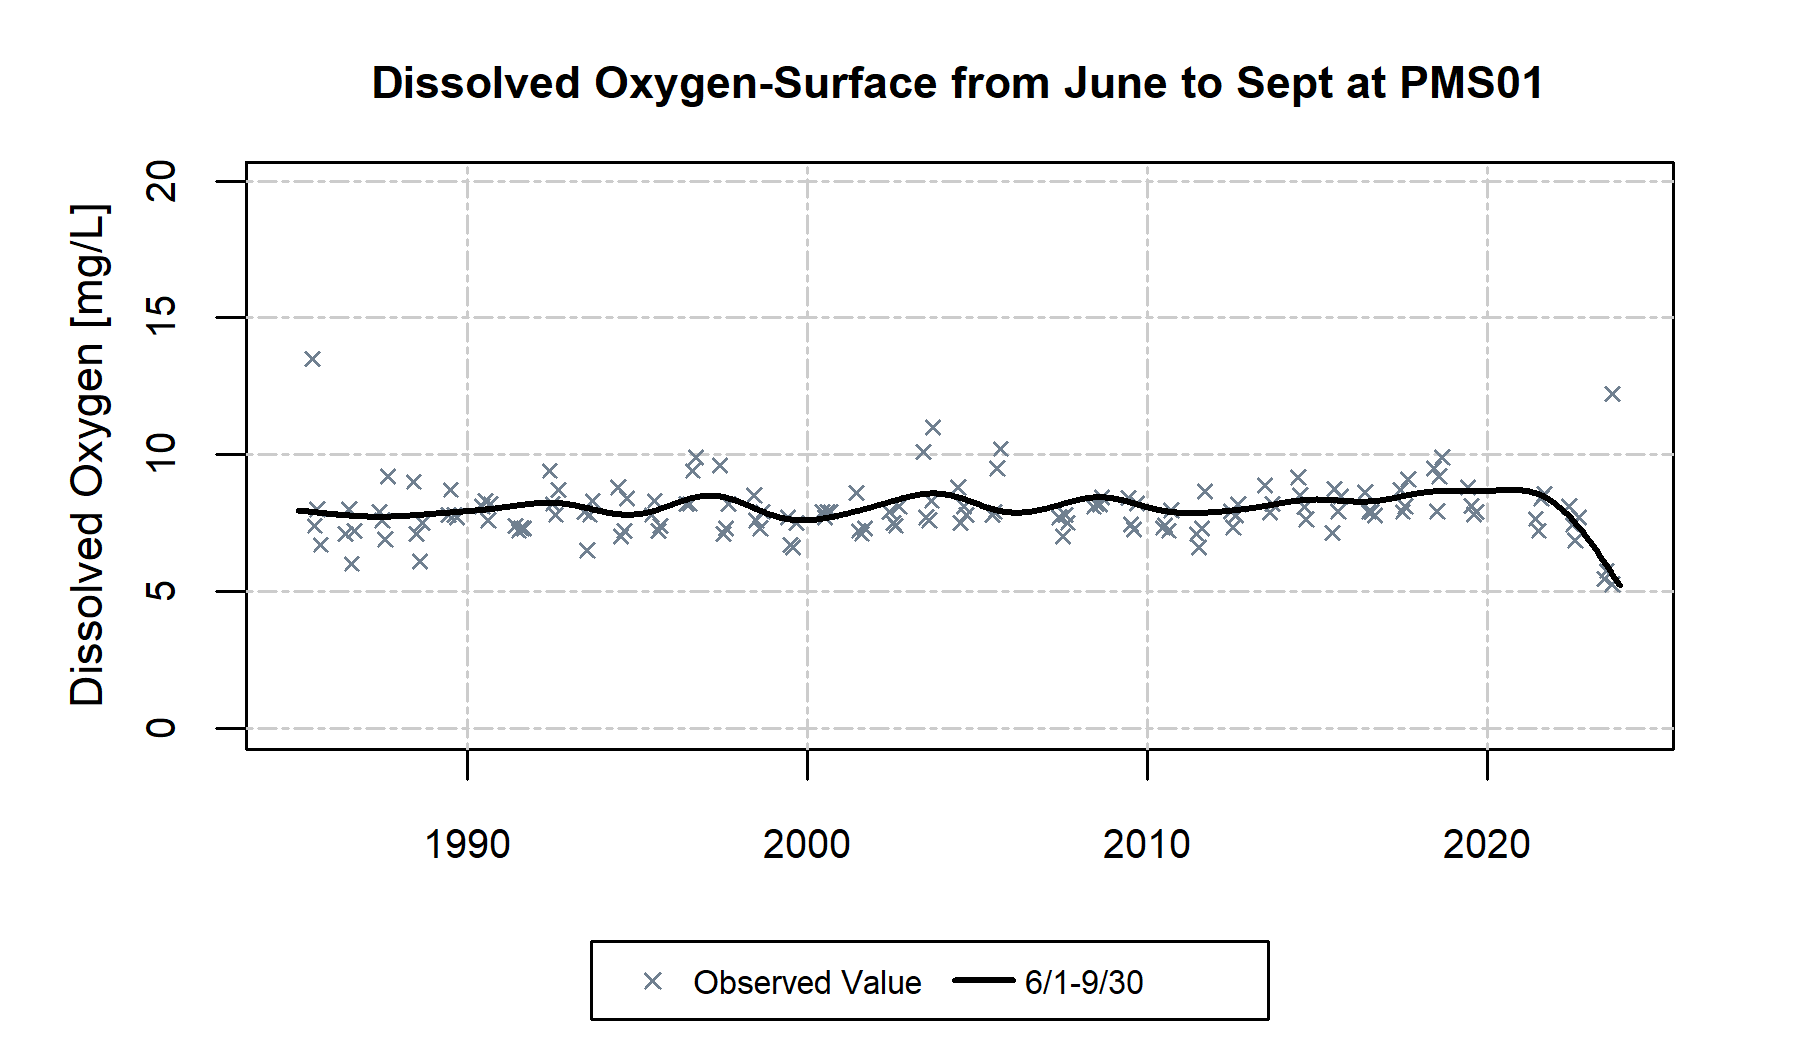 Dissolved Oxygen-Surface from June to Sept at PMS01
Dissolved Oxygen [mg/L]
20
15
10
5
0
1990 2000 2010 2020
Observed Value 6/1-9/30